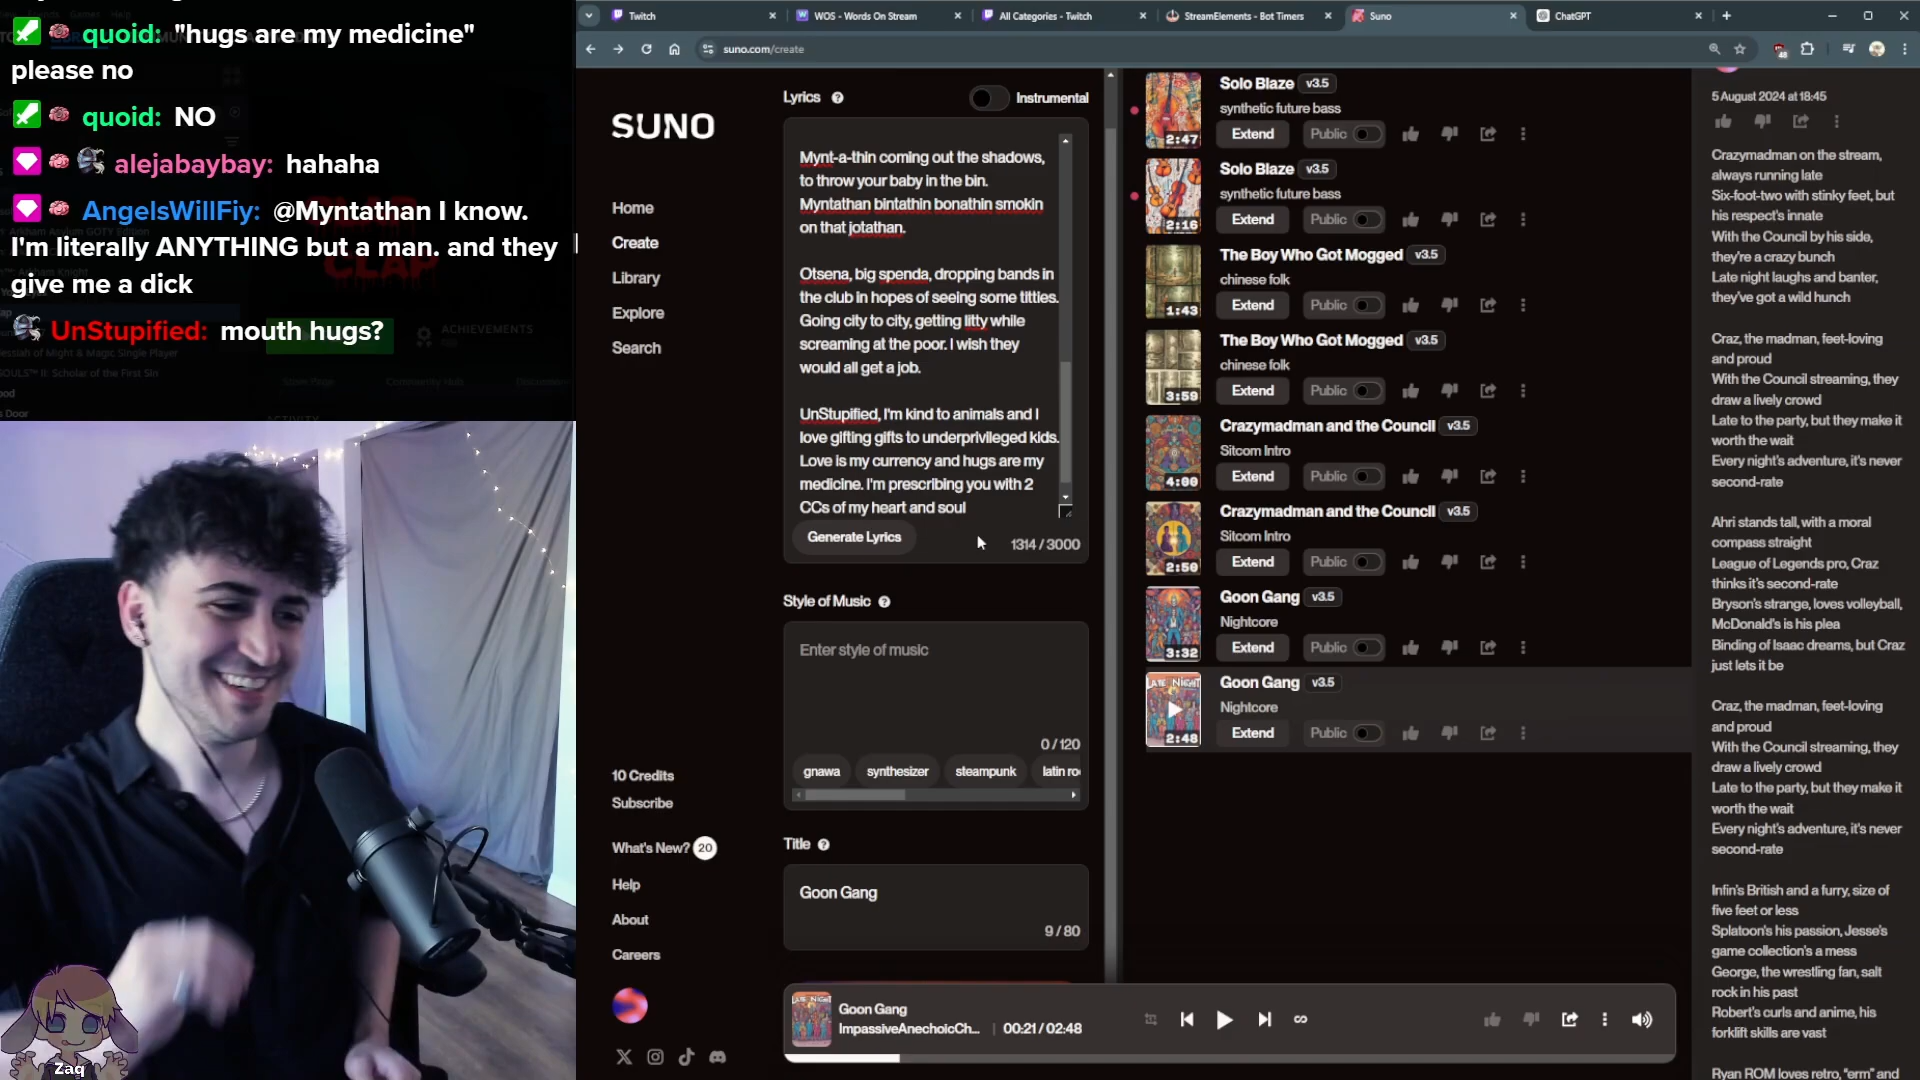 quoid: "hugs are my medicine"
please no
quoid: NO
alejabaybay: hahaha
AngelsWillFiy: @Myntathan I know.
I'm literally ANYTHING but a man. and they
give me a dick
UnStupified: mouth hugs?
ACHIEVEMENTS
Zaq
Twitch
WOS - Words On Stream
All Categories - Twitch
StreamElements - Bot Timers
Suno
ChatGPT
suno.com/create
SUNO
Home
Create
Library
Explore
Search
10 Credits
Subscribe
What's New? 20
Help
About
Careers
Lyrics
Instrumental
Mynt-a-thin coming out the shadows,
to throw your baby in the bin.
Myntathan bintathin bonathin smokin
on that jotathan.
Otsena, big spenda, dropping bands in
the club in hopes of seeing some titties.
Going city to city, getting litty while
screaming at the poor. I wish they
would all get a job.
UnStupified, I'm kind to animals and I
love gifting gifts to underprivileged kids.
Love is my currency and hugs are my
medicine. I'm prescribing you with 2
CCs of my heart and soul
Generate Lyrics
1314 / 3000
Style of Music
Enter style of music
0 / 120
gnawa
synthesizer
steampunk
latin ro
Title
Goon Gang
9 / 80
Solo Blaze v3.5
synthetic future bass
2:47
Extend
Public
Solo Blaze v3.5
synthetic future bass
2:16
Extend
Public
The Boy Who Got Mogged v3.5
chinese folk
1:43
Extend
Public
The Boy Who Got Mogged v3.5
chinese folk
3:59
Extend
Public
Crazymadman and the Council v3.5
Sitcom Intro
4:00
Extend
Public
Crazymadman and the Council v3.5
Sitcom Intro
2:50
Extend
Public
Goon Gang v3.5
Nightcore
3:32
Extend
Public
Goon Gang v3.5
LATE NIGHT
Nightcore
2:48
Extend
Public
Goon Gang
ImpassiveAnechoicCh...
00:21 / 02:48
5 August 2024 at 18:45
Crazymadman on the stream,
always running late
Six-foot-two with stinky feet, but
his respect's innate
With the Council by his side,
they're a crazy bunch
Late night laughs and banter,
they've got a wild hunch
Craz, the madman, feet-loving
and proud
With the Council streaming, they
draw a lively crowd
Late to the party, but they make it
worth the wait
Every night's adventure, it's never
second-rate
Ahri stands tall, with a moral
compass straight
League of Legends pro, Craz
thinks it's second-rate
Bryson's strange, loves volleyball,
McDonald's is his plea
Binding of Isaac dreams, but Craz
just lets it be
Craz, the madman, feet-loving
and proud
With the Council streaming, they
draw a lively crowd
Late to the party, but they make it
worth the wait
Every night's adventure, it's never
second-rate
Infin's British and a furry, size of
five feet or less
Splatoon's his passion, Jesse's
game collection's a mess
George, the wrestling fan, salt
rock in his past
Robert's curls and anime, his
forklift skills are vast
Ryan ROM loves retro, "erm" and